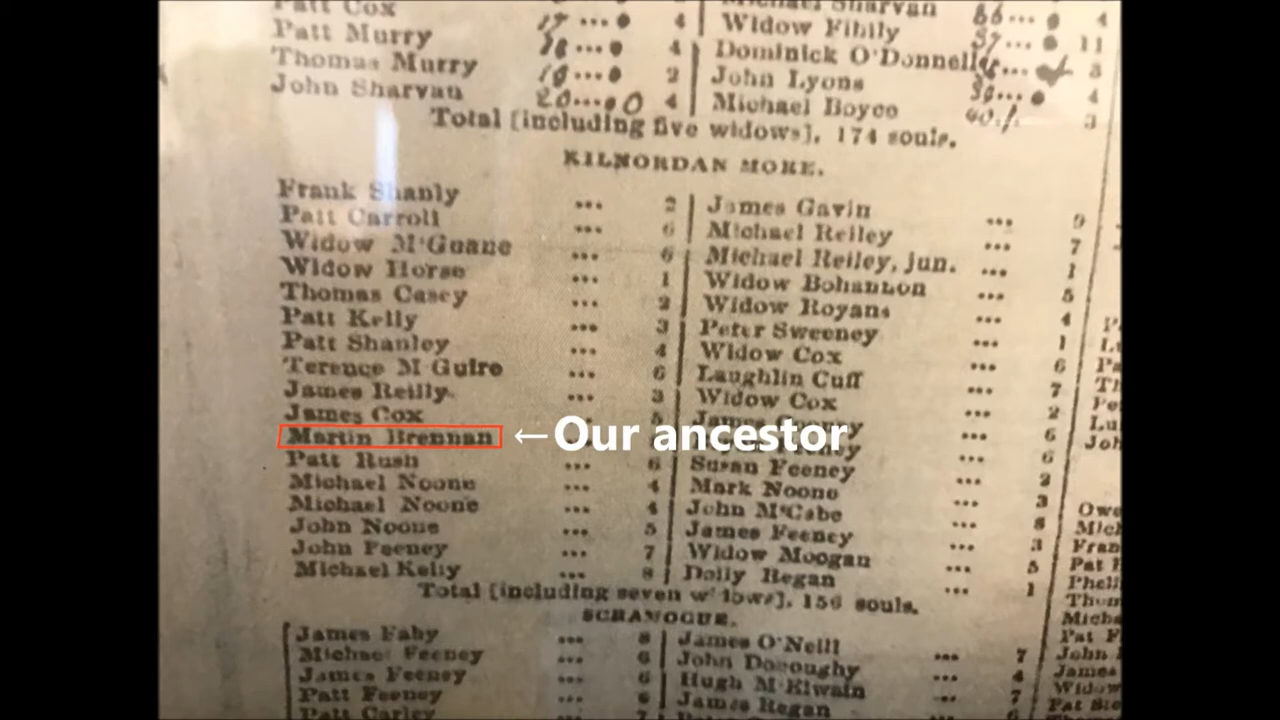 Patt Cox ... 4
Patt Murry ... 4
Thomas Murry ... 2
John Sharvan 20 ... 4
Michael Sharvan ... 4
Widow Fihily ... 11
Dominick O'Donnell ... 3
John Lyons ... 4
Michael Boyce 40 ... 3
Total [including five widows], 174 souls.
KILNORDAN MORE.
Frank Shanly ... 2
Patt Carroll ... 6
Widow M'Guane ... 6
Widow Horse ... 1
Thomas Casey ... 2
Patt Kelly ... 3
Patt Shanley ... 4
Terence M Guire ... 6
James Reilly ... 3
James Cox ... 5
Martin Brennan
←Our ancestor
Patt Rush ... 6
Michael Noone ... 4
Michael Noone ... 4
John Noone ... 5
John Feeney ... 7
Michael Kelly ... 8
James Gavin ... 9
Michael Reiley ... 7
Michael Reiley, jun. ... 1
Widow Bohannon ... 5
Widow Royans ... 4
Peter Sweeney ... 1
Widow Cox ... 6
Laughlin Cuff ... 7
Widow Cox ... 2
James ... 6
Susan Feeney ... 2
Mark Noone ... 3
John M'Cabe ... 8
James Feeney ... 3
Widow Moogan ... 5
Dolly Regan ... 1
Total [including seven widows], 156 souls.
SCRAMOGUE.
James Fahy ... 8
Michael Feeney ... 6
James Feeney ... 6
Patt Feeney ... 6
Patt Carley ... 7
James O'Neill ... 7
John Docoughy ... 4
Hugh M'Elwain ... 7
James Regan ... 6